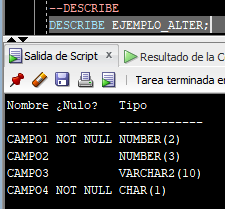 --DESCRIBE
DESCRIBE EJEMPLO_ALTER;
Salida de Script × Resultado de la C
Tarea terminada e
Nombre ¿Nulo? Tipo
------ -------- ------------
CAMPO1 NOT NULL NUMBER(2)
CAMPO2 NUMBER(3)
CAMPO3 VARCHAR2(10)
CAMPO4 NOT NULL CHAR(1)